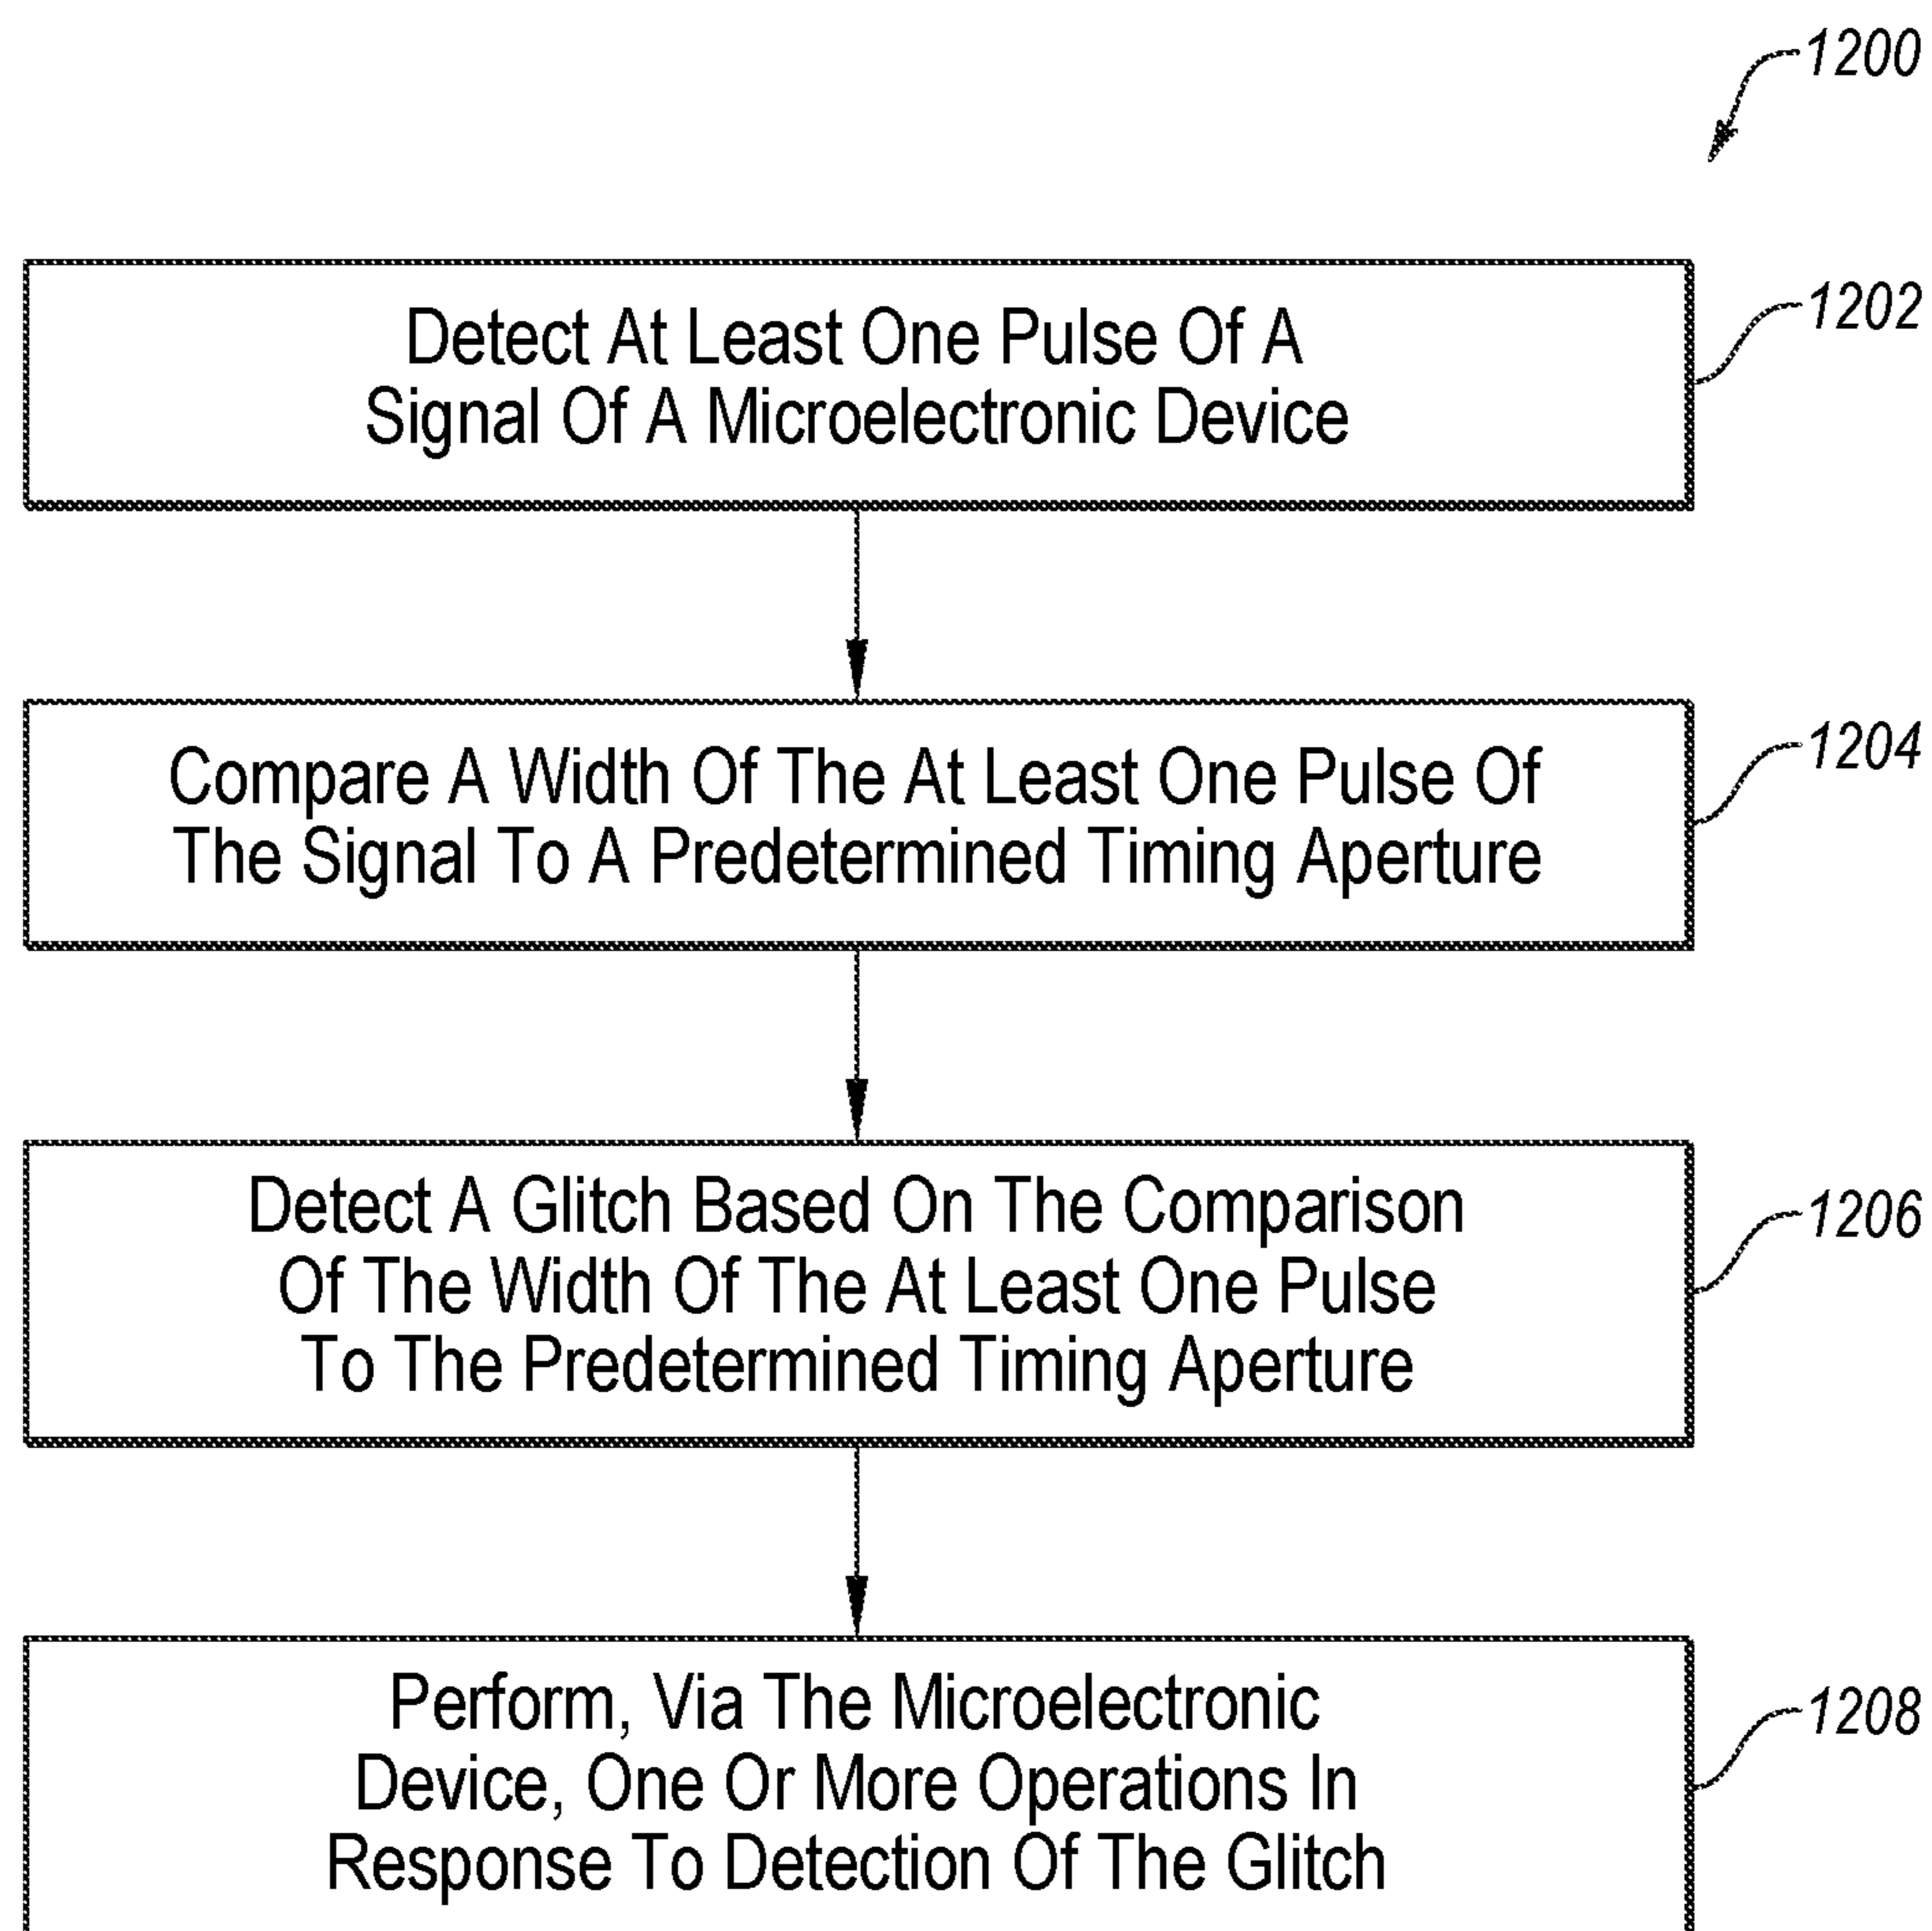 1200
Detect At Least One Pulse Of A
Signal Of A Microelectronic Device
1202
Compare A Width Of The At Least One Pulse Of
The Signal To A Predetermined Timing Aperture
1204
Detect A Glitch Based On The Comparison
Of The Width Of The At Least One Pulse
To The Predetermined Timing Aperture
1206
Perform, Via The Microelectronic
Device, One Or More Operations In
Response To Detection Of The Glitch
1208